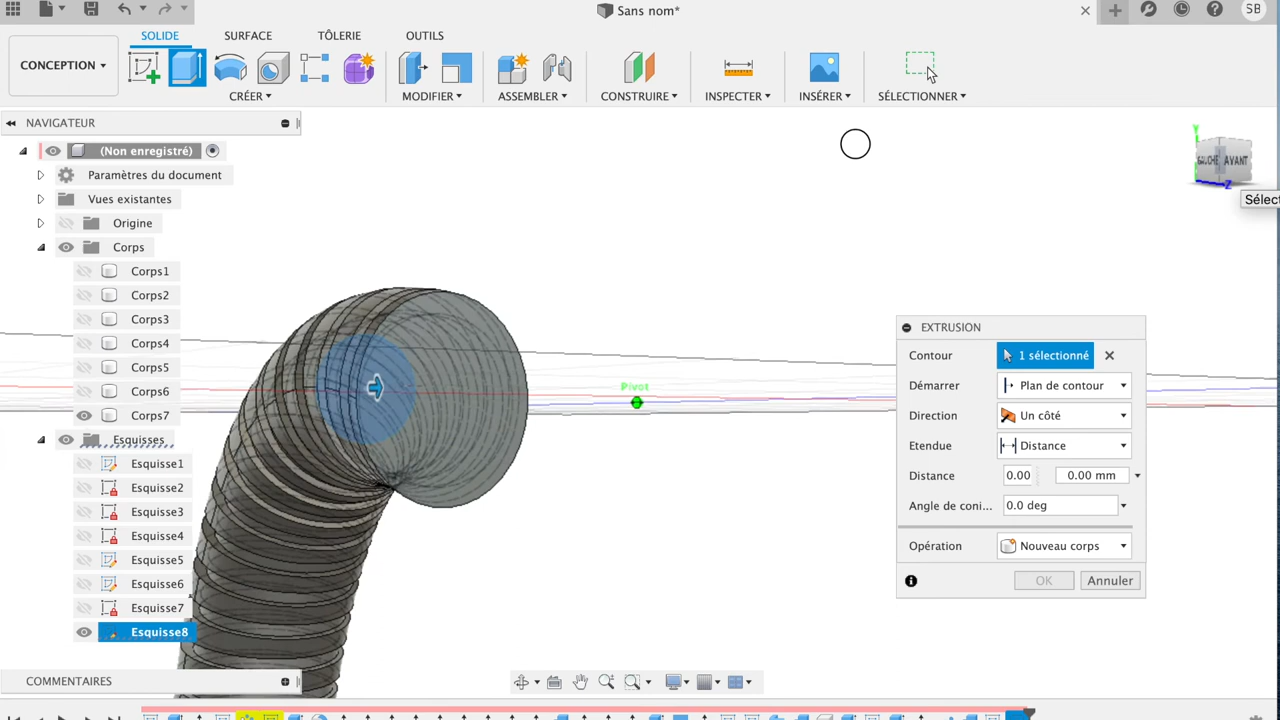 Sans nom*
SB
SOLIDE
SURFACE
TÔLERIE
OUTILS
CONCEPTION
CRÉER
MODIFIER
ASSEMBLER
CONSTRUIRE
INSPECTER
INSÉRER
SÉLECTIONNER
NAVIGATEUR
(Non enregistré)
Paramètres du document
Vues existantes
Origine
Corps
Corps1
Corps2
Corps3
Corps4
Corps5
Corps6
Corps7
Esquisses
Esquisse1
Esquisse2
Esquisse3
Esquisse4
Esquisse5
Esquisse6
Esquisse7
Esquisse8
COMMENTAIRES
Pivot
Y
GAUCHE
AVANT
Z
Sélect
EXTRUSION
Contour
1 sélectionné
Démarrer
Plan de contour
Direction
Un côté
Etendue
Distance
Distance
0.00
0.00 mm
Angle de coni...
0.0 deg
Opération
Nouveau corps
OK
Annuler